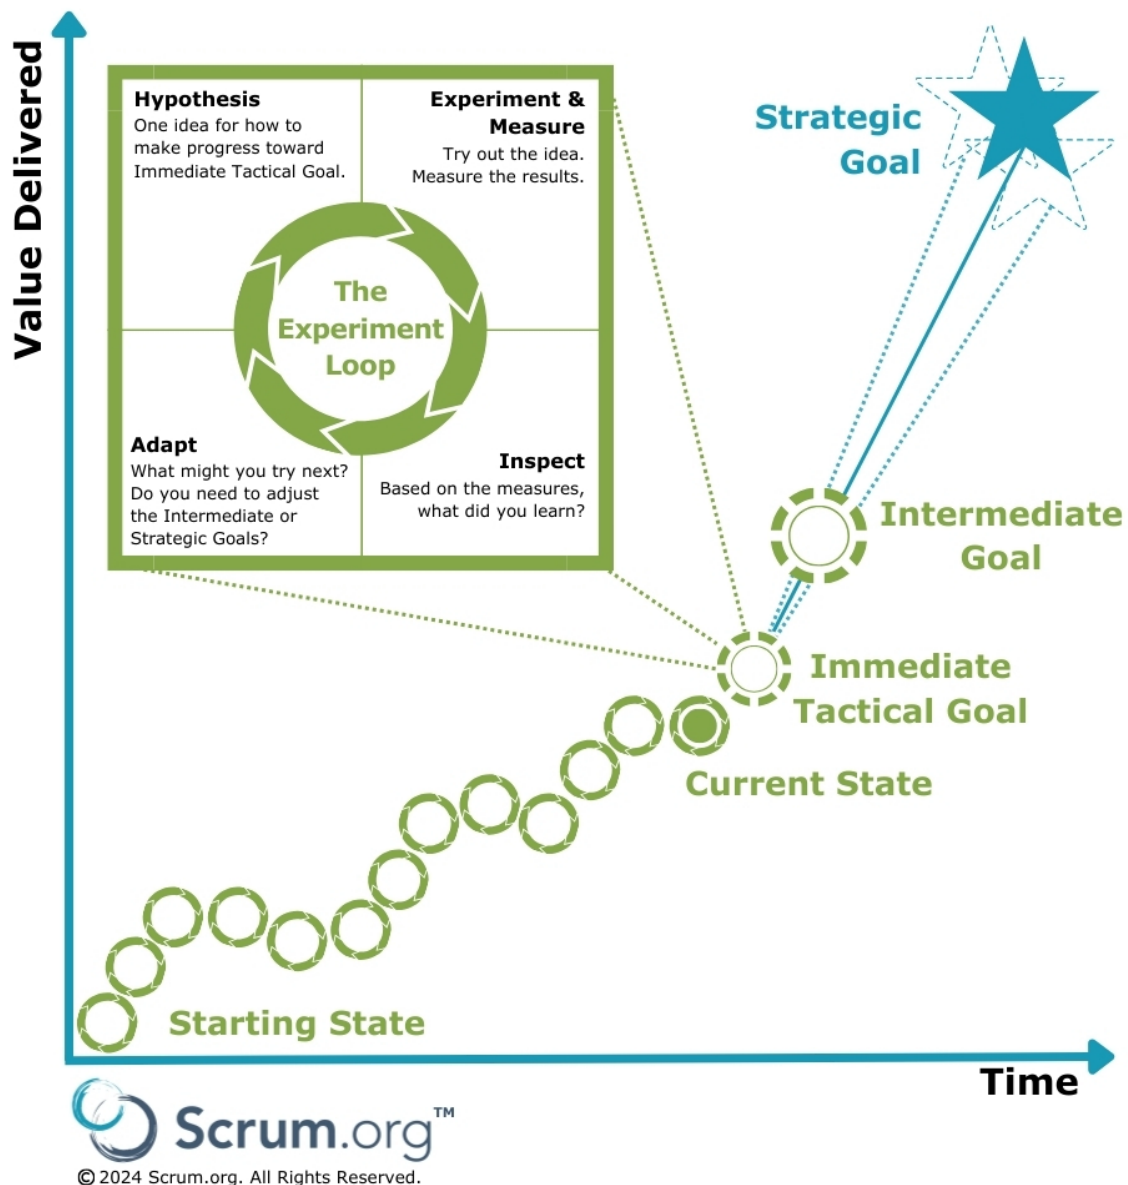 Value Delivered
Hypothesis
One idea for how to
make progress toward
Immediate Tactical Goal.
Experiment &
Measure
Try out the idea.
Measure the results.
The
Experiment
Loop
Adapt
What might you try next?
Do you need to adjust
the Intermediate or
Strategic Goals?
Inspect
Based on the measures,
what did you learn?
Strategic
Goal
Intermediate
Goal
Immediate
Tactical Goal
Current State
Starting State
Time
Scrum.org™
© 2024 Scrum.org. All Rights Reserved.